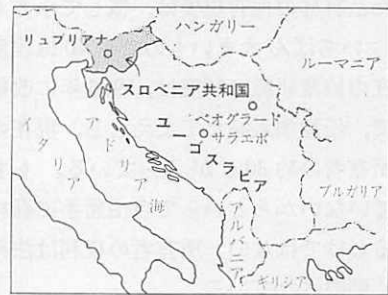 ハンガリー
リュブリアナ
ルーマニア
スロベニア共和国
ベオグラード
サラエボ
ユーゴスラビア
イタリア
アドリア海
ブルガリア
アルバニア
ギリシア